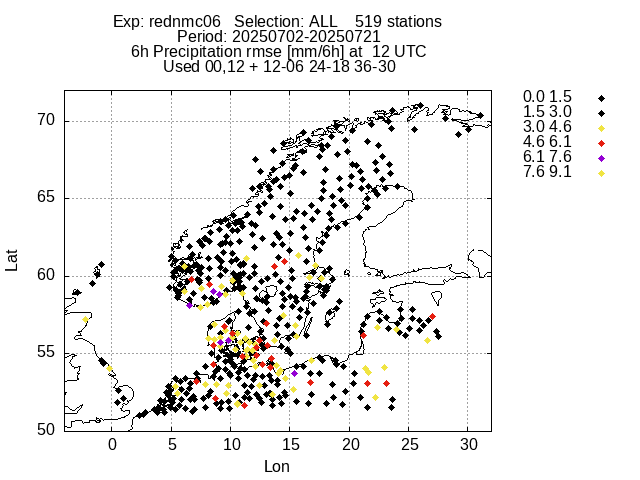 Exp: rednmc06 Selection: ALL 519 stations
Period: 20250702-20250721
6h Precipitation rmse [mm/6h] at 12 UTC
Used 00,12 + 12-06 24-18 36-30
0.0 1.5
1.5 3.0
3.0 4.6
4.6 6.1
6.1 7.6
7.6 9.1
70
65
60
55
50
Lat
0 5 10 15 20 25 30
Lon